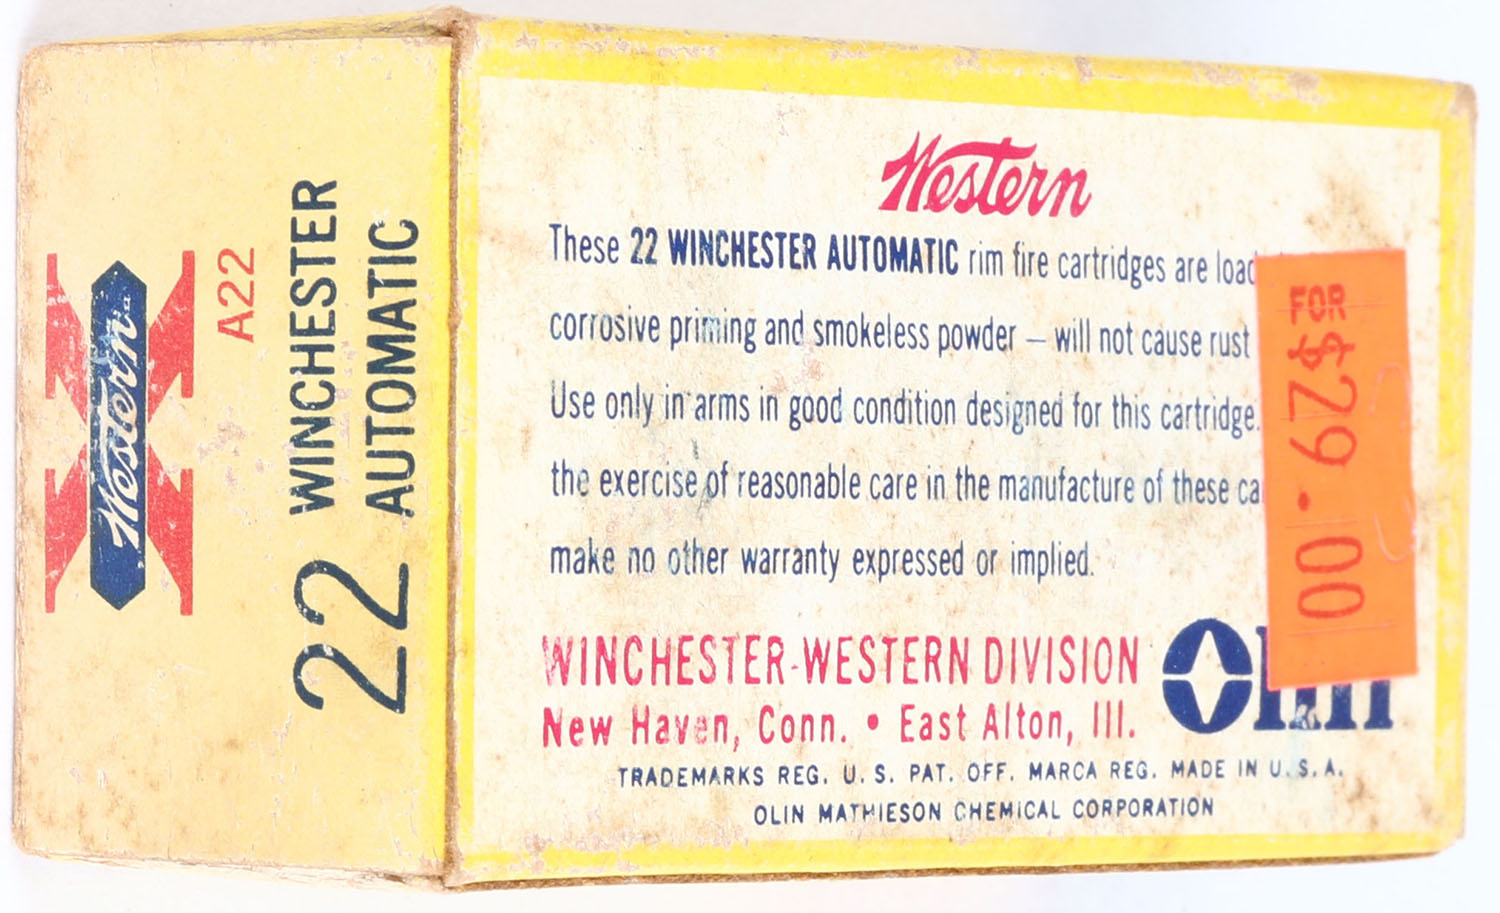 Western
A22
22 WINCHESTER
AUTOMATIC
Western
These 22 WINCHESTER AUTOMATIC rim fire cartridges are
corrosive priming and smokeless powder – will not cause rust
Use only in arms in good condition designed for this cartridge.
the exercise of reasonable care in the manufacture of these
make no other warranty expressed or implied.
WINCHESTER-WESTERN DIVISION
New Haven, Conn. • East Alton, Ill.
Olin
TRADEMARKS REG. U. S. PAT. OFF. MARCA REG. MADE IN U. S. A.
OLIN MATHIESON CHEMICAL CORPORATION
FOR
$29.00